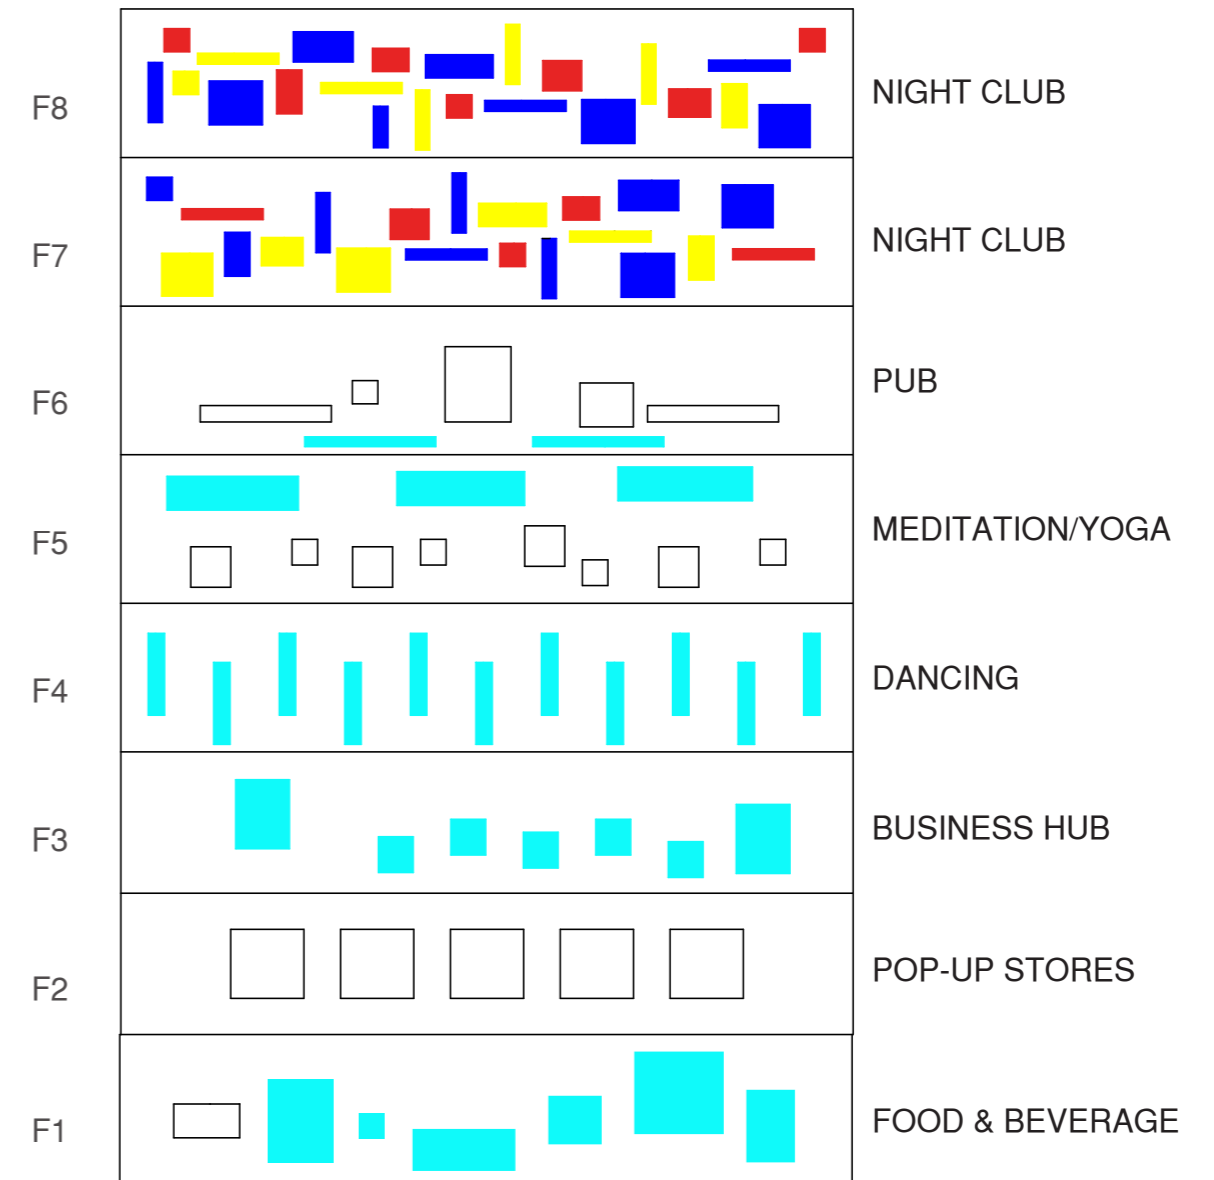 F8 NIGHT CLUB
F7 NIGHT CLUB
F6 PUB
F5 MEDITATION/YOGA
F4 DANCING
F3 BUSINESS HUB
F2 POP-UP STORES
F1 FOOD & BEVERAGE